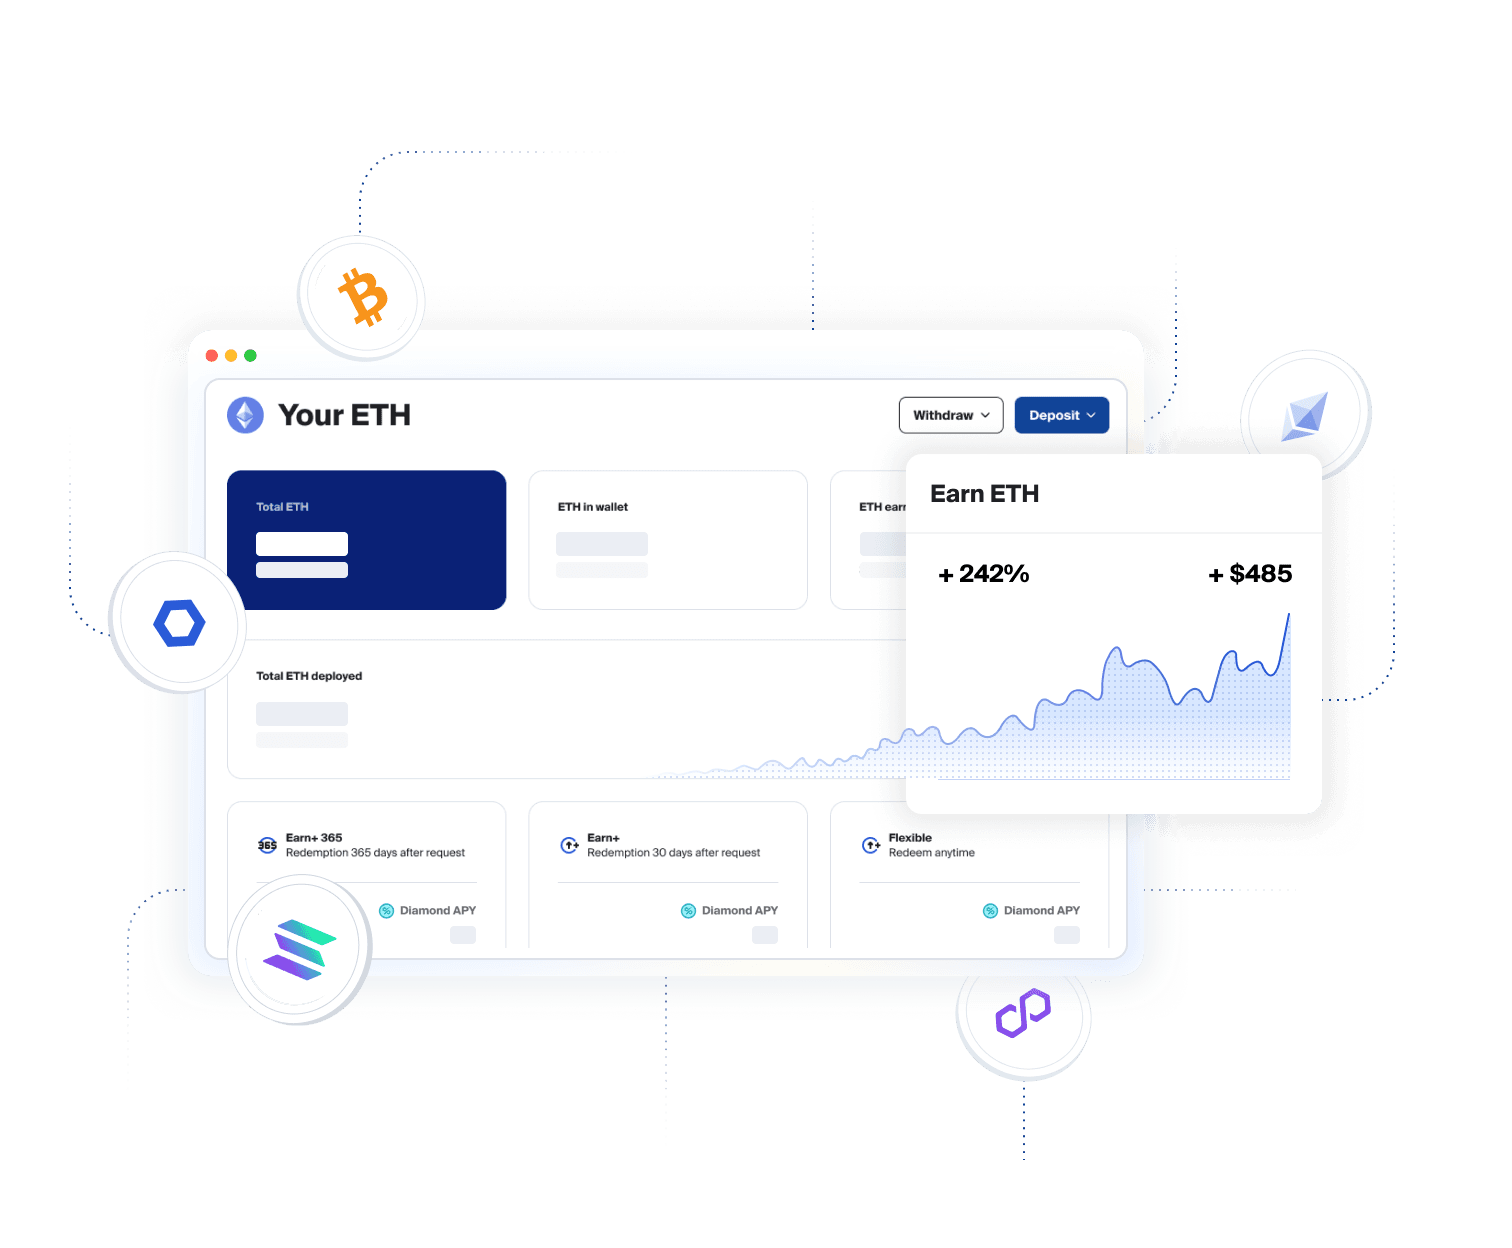 Your ETH
Withdraw
Deposit
Total ETH
ETH in wallet
ETH
Earn ETH
+ 242%
+ $485
Total ETH deployed
365
Earn+ 365
Redemption 365 days after request
Earn+
Redemption 30 days after request
Flexible
Redeem anytime
Diamond APY
Diamond APY
Diamond APY